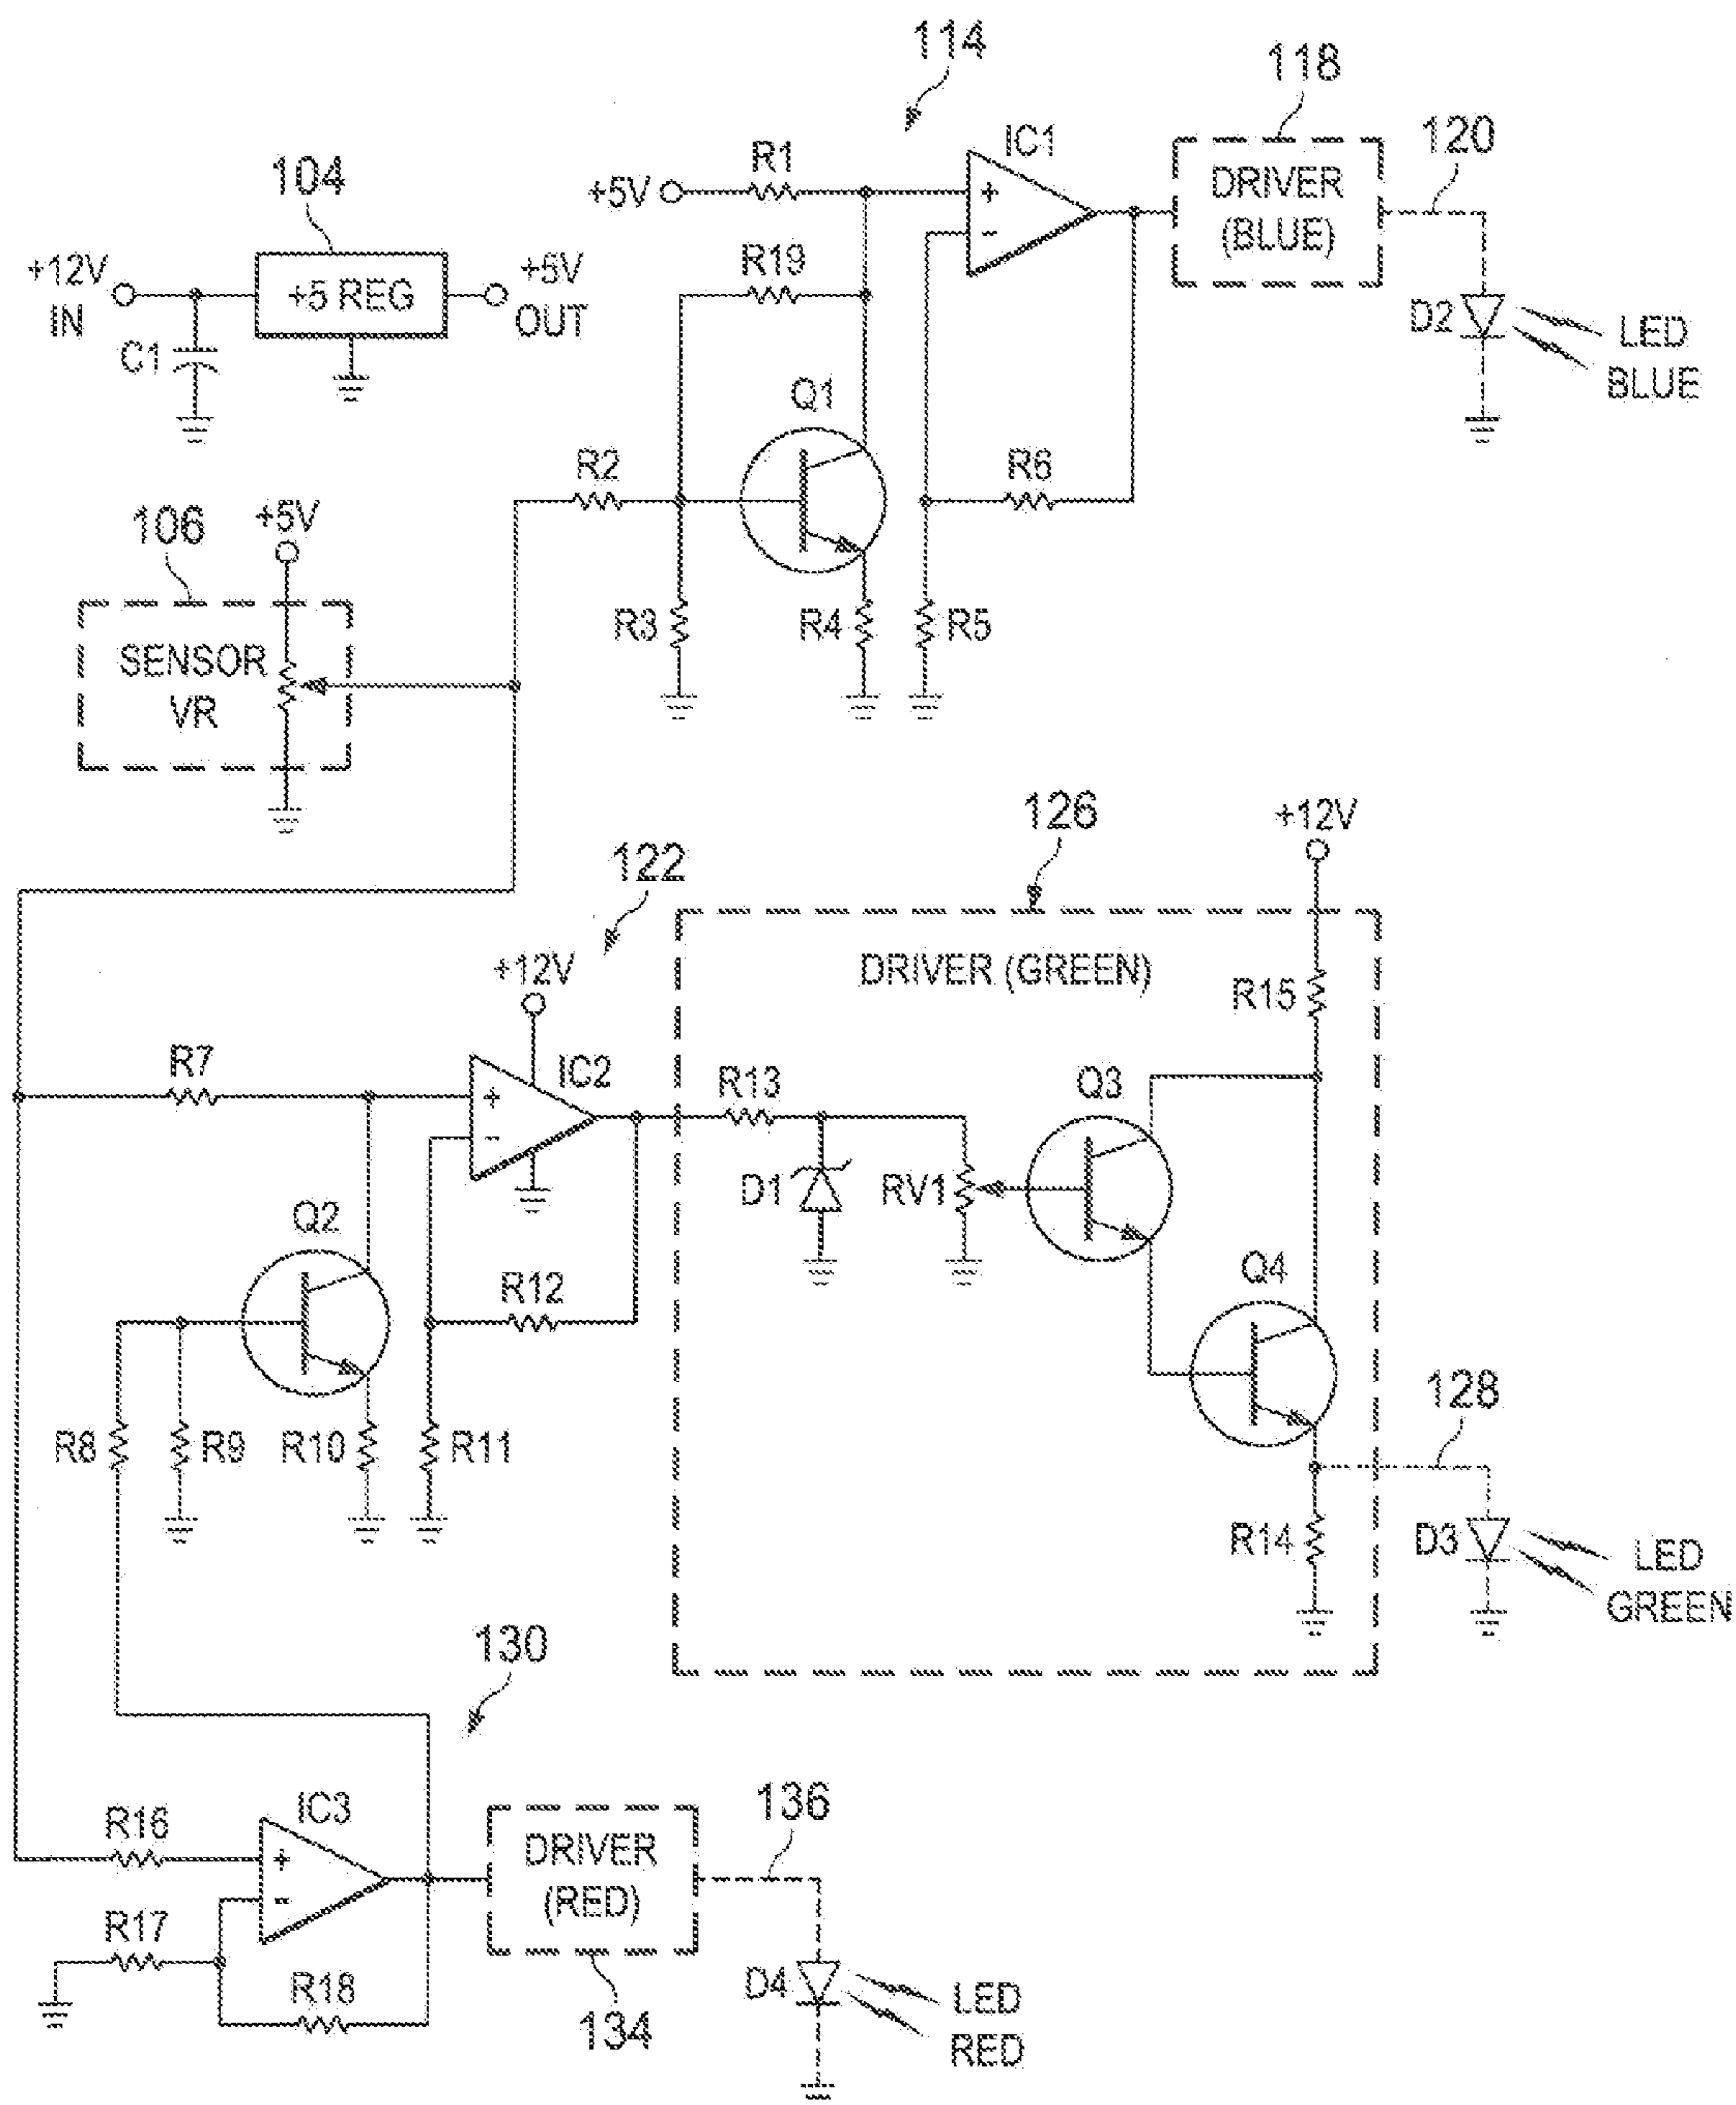 114
118
120
IC1
DRIVER
(BLUE)
R1
+5V
+
-
104
+12V
IN
+5 REG
+5V
OUT
C1
R19
D2
LED
BLUE
Q1
R2
R6
106
+5V
SENSOR
VR
R3
R4
R5
126
+12V
122
+12V
DRIVER (GREEN)
R15
R7
IC2
+
-
R13
Q3
D1
RV1
Q2
R12
Q4
128
R8
R9
R10
R11
R14
D3
LED
GREEN
130
R16
IC3
+
-
DRIVER
(RED)
136
R17
R18
134
D4
LED
RED